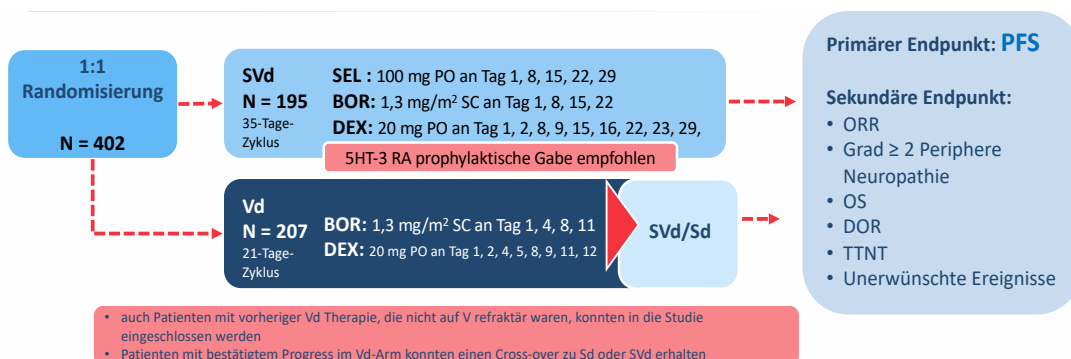 1:1
Randomisierung
N = 402
SVd
N = 195
35-Tage-
Zyklus
SEL : 100 mg PO an Tag 1, 8, 15, 22, 29
BOR: 1,3 mg/m² SC an Tag 1, 8, 15, 22
DEX: 20 mg PO an Tag 1, 2, 8, 9, 15, 16, 22, 23, 29,
5HT-3 RA prophylaktische Gabe empfohlen
Vd
N = 207
21-Tage-
Zyklus
BOR: 1,3 mg/m² SC an Tag 1, 4, 8, 11
DEX: 20 mg PO an Tag 1, 2, 4, 5, 8, 9, 11, 12
SVd/Sd
Primärer Endpunkt: PFS
Sekundäre Endpunkt:
• ORR
• Grad ≥ 2 Periphere
Neuropathie
• OS
• DOR
• TTNT
• Unerwünschte Ereignisse
• auch Patienten mit vorheriger Vd Therapie, die nicht auf V refraktär waren, konnten in die Studie
eingeschlossen werden
• Patienten mit bestätigtem Progress im Vd-Arm konnten einen Cross-over zu Sd oder SVd erhalten